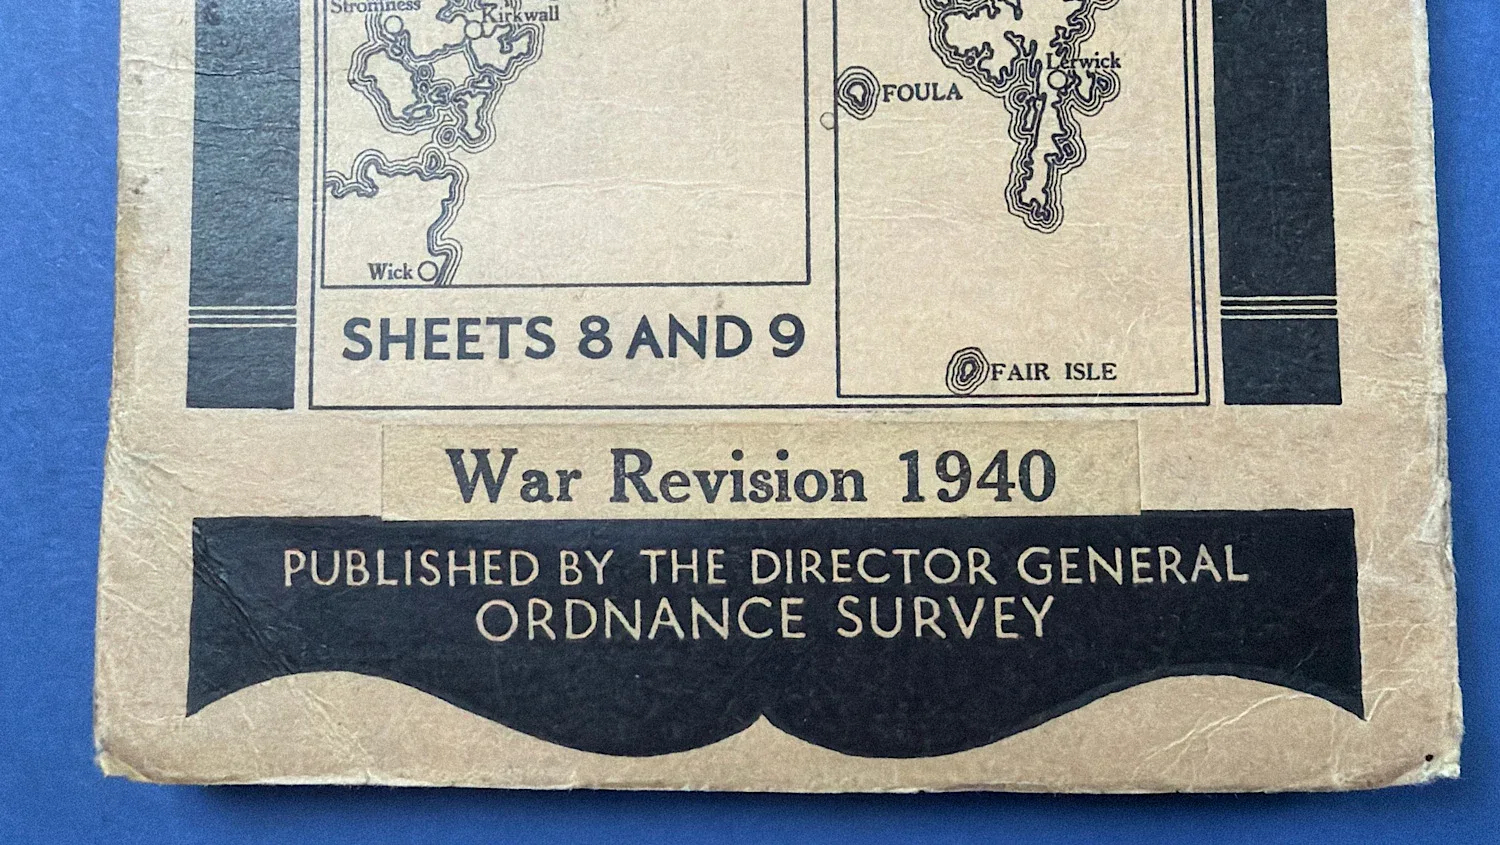 Stromness
Kirkwall
Lerwick
FOULA
Wick
SHEETS 8 AND 9
FAIR ISLE
War Revision 1940
PUBLISHED BY THE DIRECTOR GENERAL
ORDNANCE SURVEY